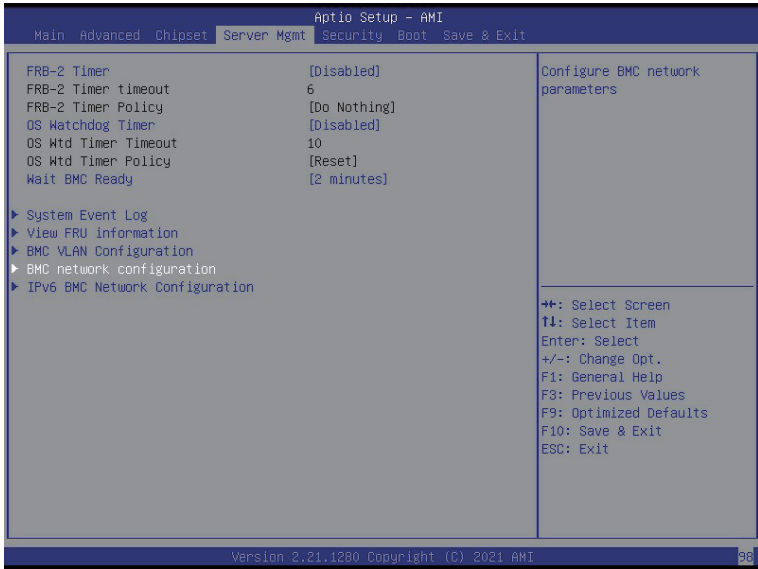 Aptio Setup – AMI
Main Advanced Chipset Server Mgmt Security Boot Save & Exit
FRB-2 Timer [Disabled]
FRB-2 Timer timeout 6
FRB-2 Timer Policy [Do Nothing]
OS Watchdog Timer [Disabled]
OS Wtd Timer Timeout 10
OS Wtd Timer Policy [Reset]
Wait BMC Ready [2 minutes]
▶ System Event Log
▶ View FRU information
▶ BMC VLAN Configuration
▶ BMC network configuration
▶ IPv6 BMC Network Configuration
Configure BMC network
parameters
→←: Select Screen
↑↓: Select Item
Enter: Select
+/-: Change Opt.
F1: General Help
F3: Previous Values
F9: Optimized Defaults
F10: Save & Exit
ESC: Exit
Version 2.21.1280 Copyright (C) 2021 AMI
98